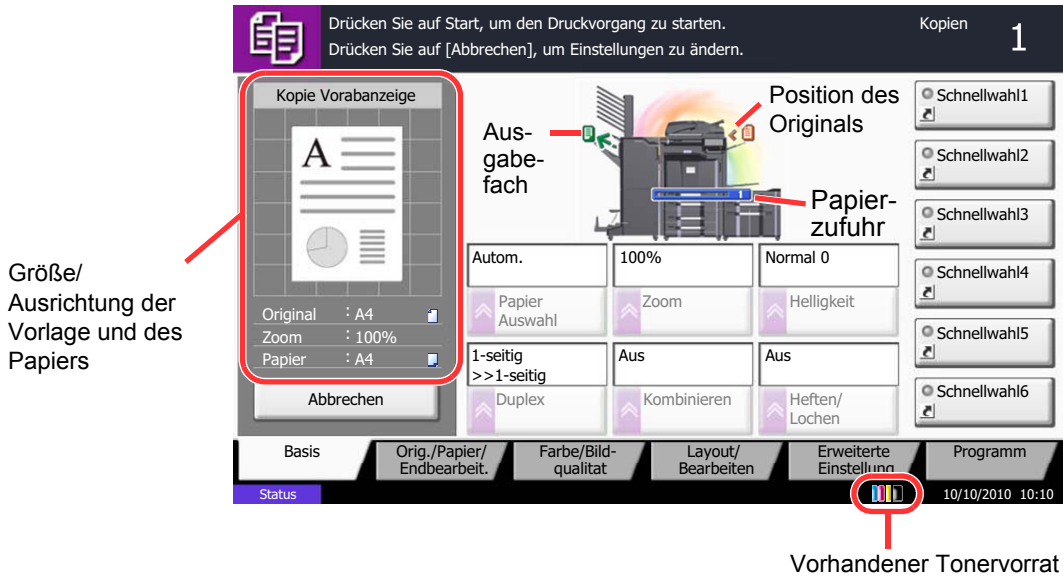 Drücken Sie auf Start, um den Druckvorgang zu starten.
Drücken Sie auf [Abbrechen], um Einstellungen zu ändern.
Kopien
1
Kopie Vorabanzeige
A
Original : A4
Zoom : 100%
Papier : A4
Abbrechen
Größe/
Ausrichtung der
Vorlage und des
Papiers
Aus-
gabe-
fach
Position des
Originals
1
Papier-
zufuhr
Autom.
100%
Normal 0
Papier
Auswahl
Zoom
Helligkeit
1-seitig
>>1-seitig
Aus
Aus
Duplex
Kombinieren
Heften/
Lochen
Schnellwahl1
Schnellwahl2
Schnellwahl3
Schnellwahl4
Schnellwahl5
Schnellwahl6
Basis
Orig./Papier/
Endbearbeit.
Farbe/Bild-
qualitat
Layout/
Bearbeiten
Erweiterte
Einstellung
Programm
Status
10/10/2010 10:10
Vorhandener Tonervorrat